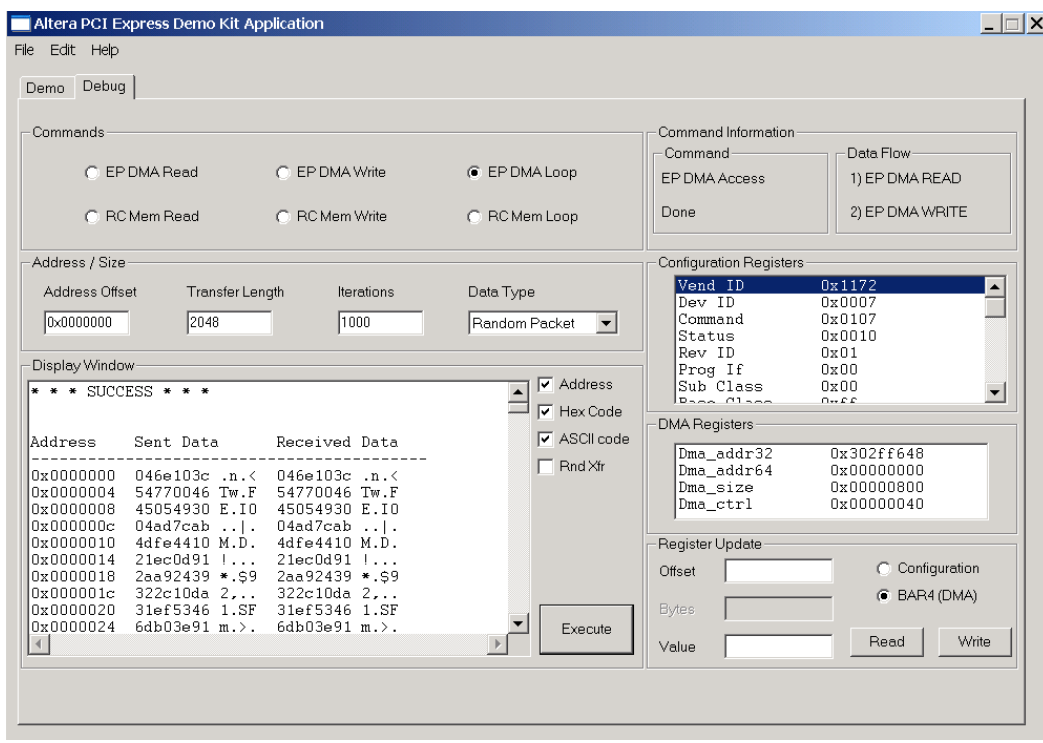 Altera PCI Express Demo Kit Application
File Edit Help
Demo Debug
Commands
EP DMA Read EP DMA Write EP DMA Loop
RC Mem Read RC Mem Write RC Mem Loop
Command Information
Command
EP DMA Access
Done
Data Flow
1) EP DMA READ
2) EP DMA WRITE
Address / Size
Address Offset Transfer Length Iterations Data Type
0x0000000 2048 1000 Random Packet
Configuration Registers
Vend ID 0x1172
Dev ID 0x0007
Command 0x0107
Status 0x0010
Rev ID 0x01
Prog If 0x00
Sub Class 0x00
Base Class 0xff
Display Window
* * * SUCCESS * * *
Address Sent Data Received Data
----------------------------------------
0x0000000 046e103c .n.< 046e103c .n.<
0x0000004 54770046 Tw.F 54770046 Tw.F
0x0000008 45054930 E.I0 45054930 E.I0
0x000000c 04ad7cab ..|. 04ad7cab ..|.
0x0000010 4dfe4410 M.D. 4dfe4410 M.D.
0x0000014 21ec0d91 !... 21ec0d91 !...
0x0000018 2aa92439 *.$9 2aa92439 *.$9
0x000001c 322c10da 2,.. 322c10da 2,..
0x0000020 31ef5346 1.SF 31ef5346 1.SF
0x0000024 6db03e91 m.>. 6db03e91 m.>.
Address
Hex Code
ASCII code
Rnd Xfr
Execute
DMA Registers
Dma_addr32 0x302ff648
Dma_addr64 0x00000000
Dma_size 0x00000800
Dma_ctrl 0x00000040
Register Update
Offset
Bytes
Value
Configuration
BAR4 (DMA)
Read Write